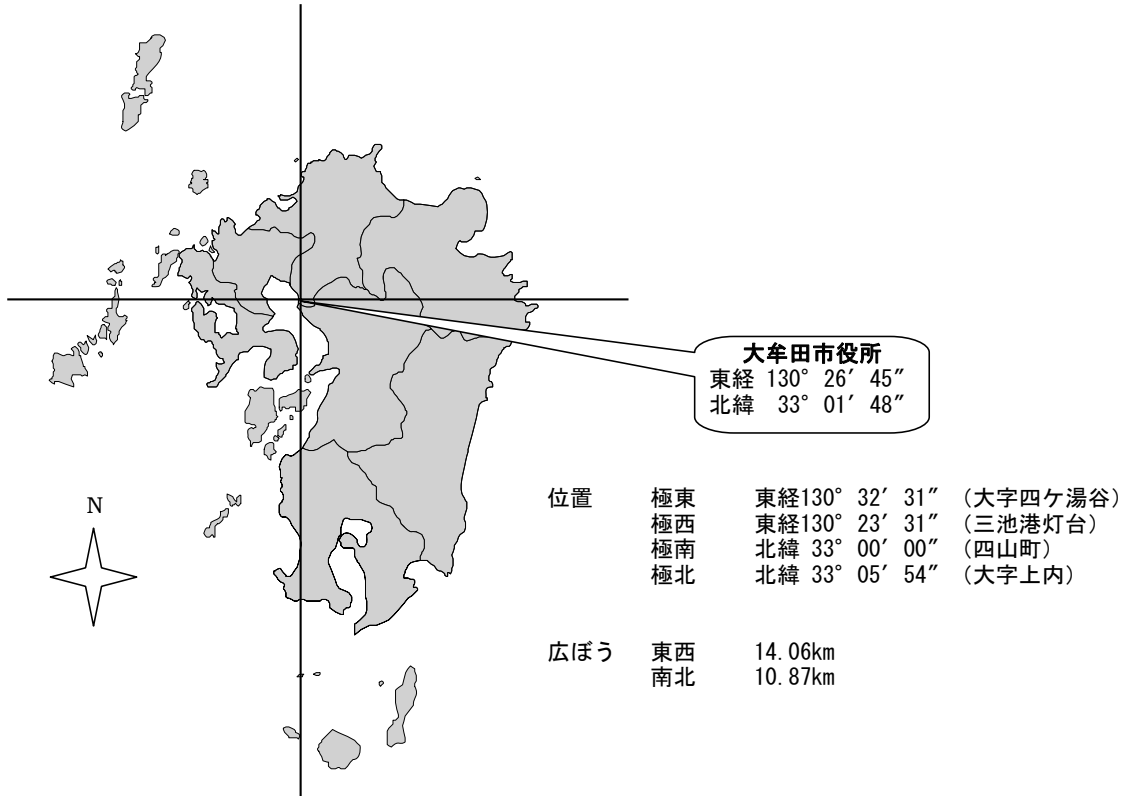 大牟田市役所
東経 130° 26′ 45″
北緯 33° 01′ 48″
N
位置 極東 東経130° 32′ 31″ (大字四ケ湯谷)
極西 東経130° 23′ 31″ (三池港灯台)
極南 北緯 33° 00′ 00″ (四山町)
極北 北緯 33° 05′ 54″ (大字上内)
広ぼう 東西 14.06km
南北 10.87km